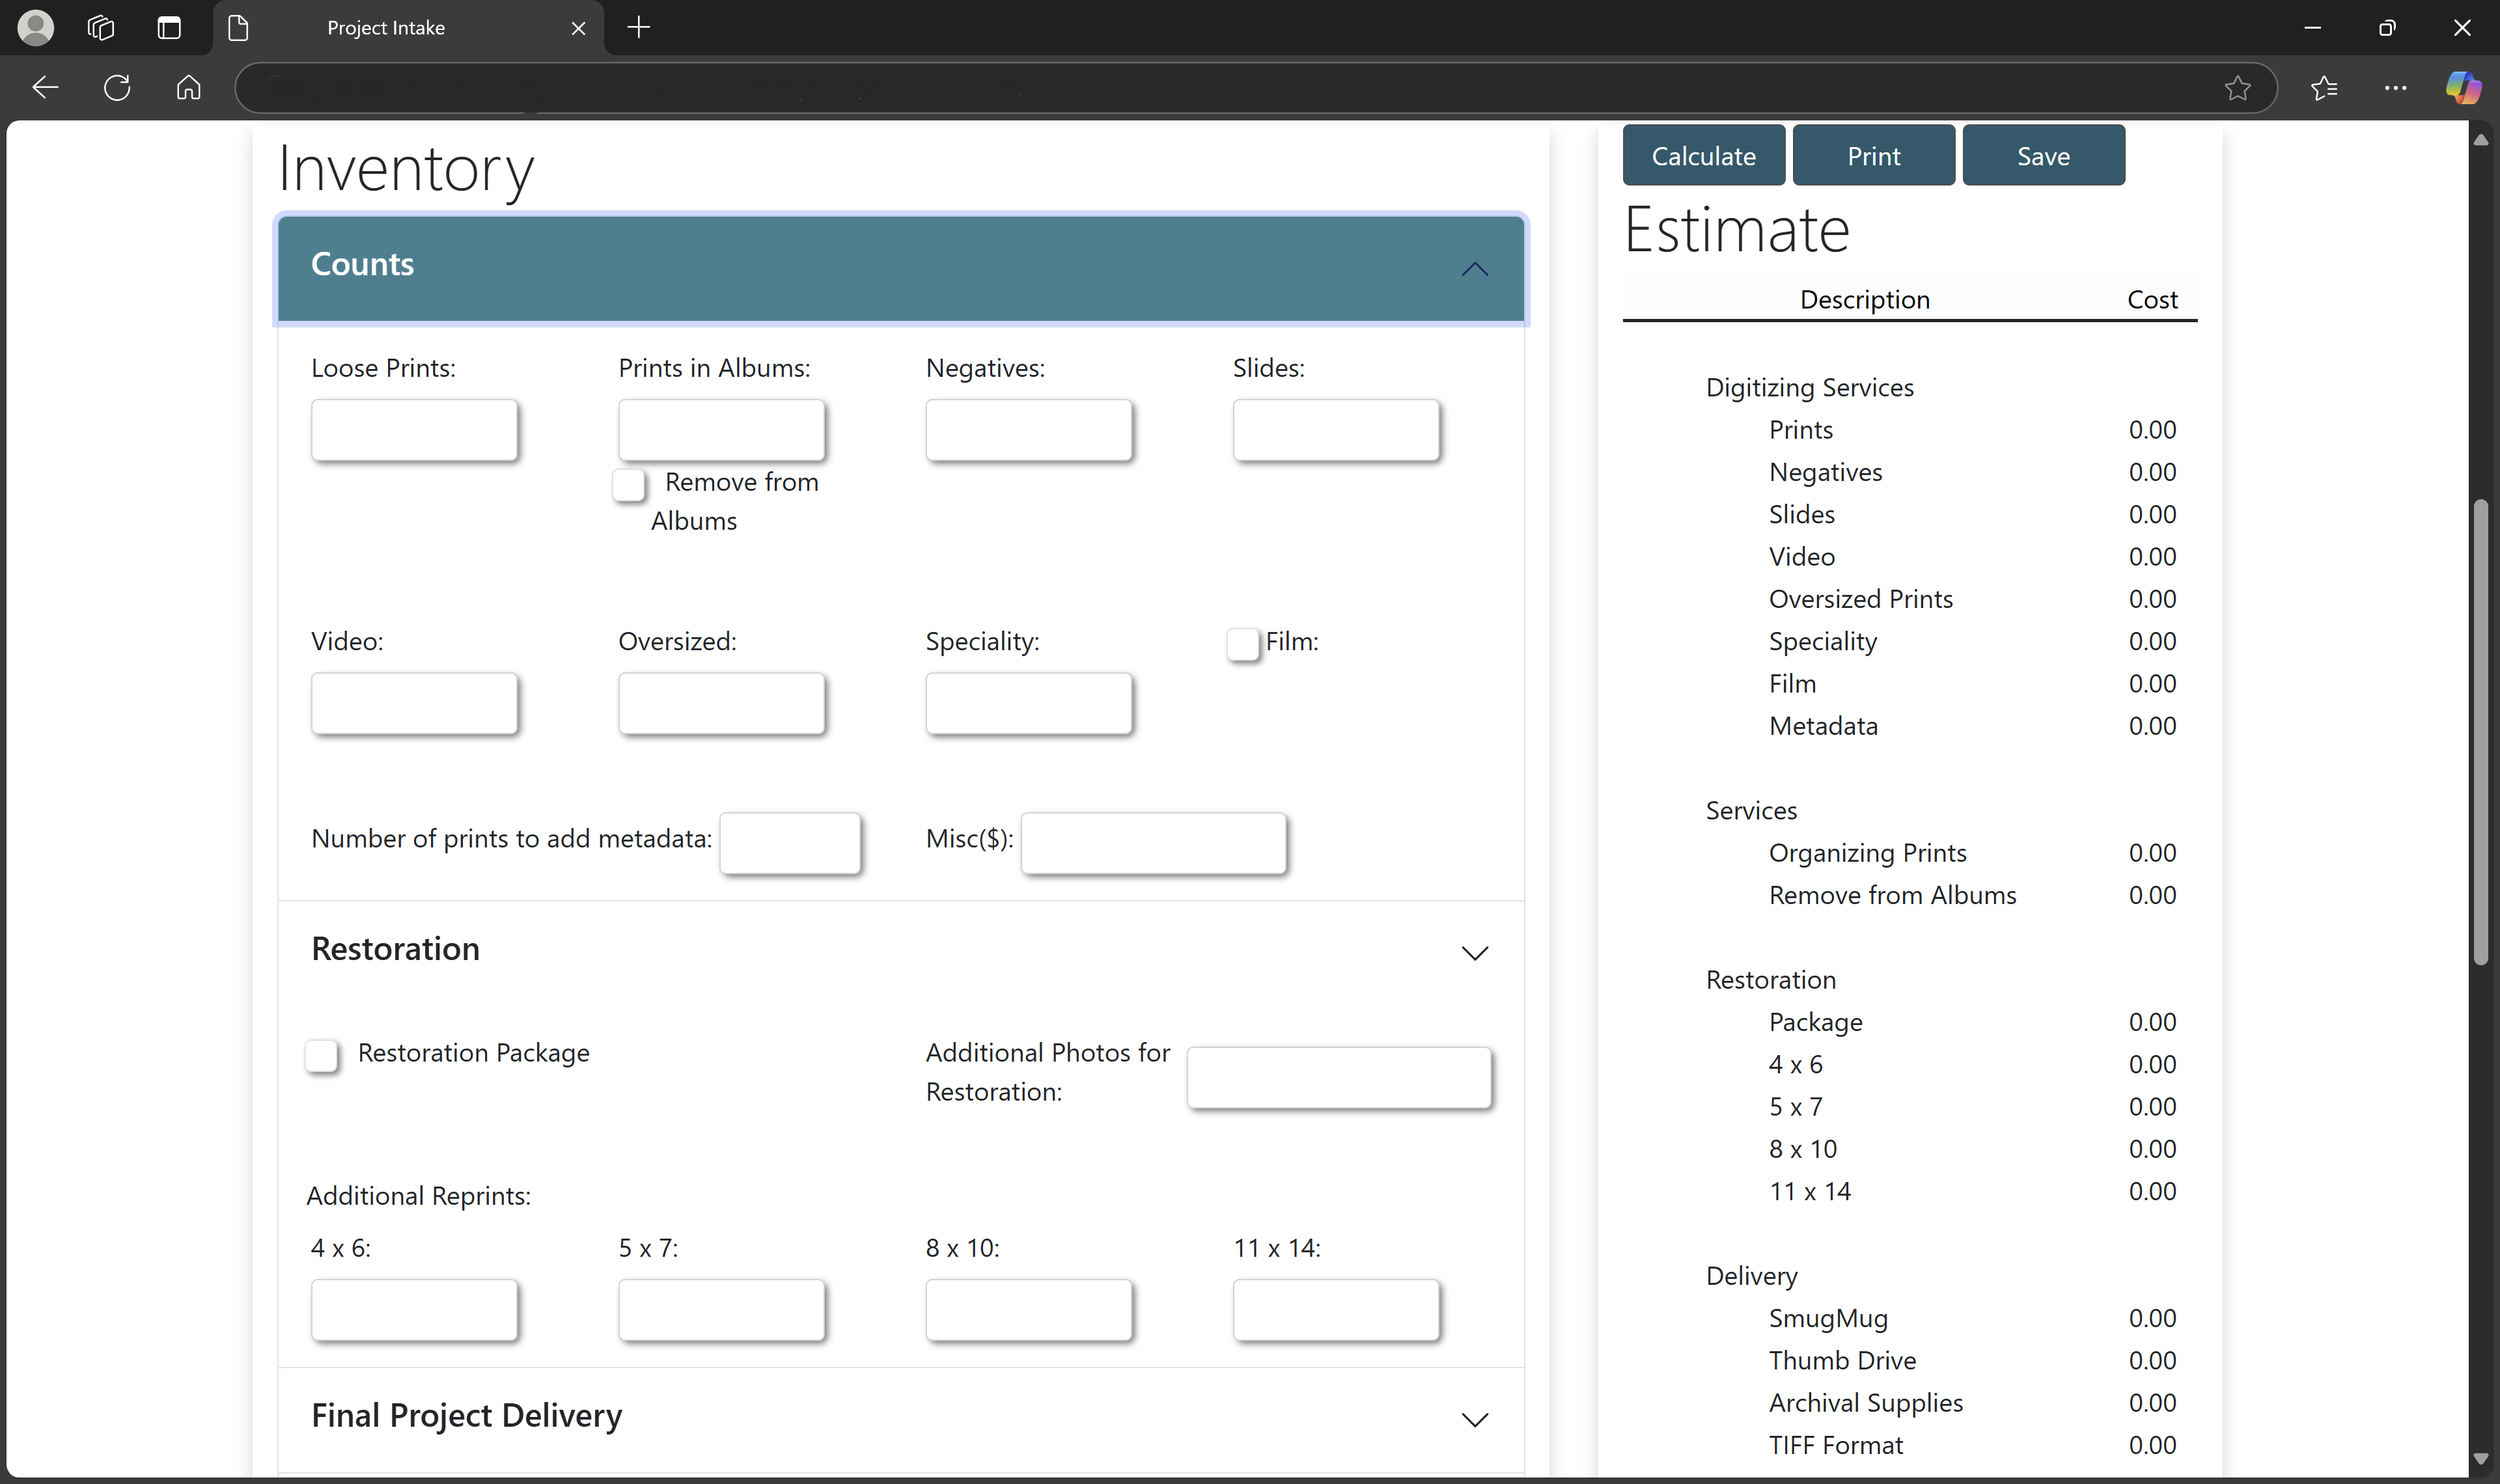 Project Intake
Inventory
Counts
Loose Prints:
Prints in Albums:
Negatives:
Slides:
Remove from
Albums
Video:
Oversized:
Speciality:
Film:
Number of prints to add metadata:
Misc($):
Restoration
Restoration Package
Additional Photos for
Restoration:
Additional Reprints:
4 x 6:
5 x 7:
8 x 10:
11 x 14:
Final Project Delivery
Calculate
Print
Save
Estimate
Description Cost
Digitizing Services
Prints 0.00
Negatives 0.00
Slides 0.00
Video 0.00
Oversized Prints 0.00
Speciality 0.00
Film 0.00
Metadata 0.00
Services
Organizing Prints 0.00
Remove from Albums 0.00
Restoration
Package 0.00
4 x 6 0.00
5 x 7 0.00
8 x 10 0.00
11 x 14 0.00
Delivery
SmugMug 0.00
Thumb Drive 0.00
Archival Supplies 0.00
TIFF Format 0.00